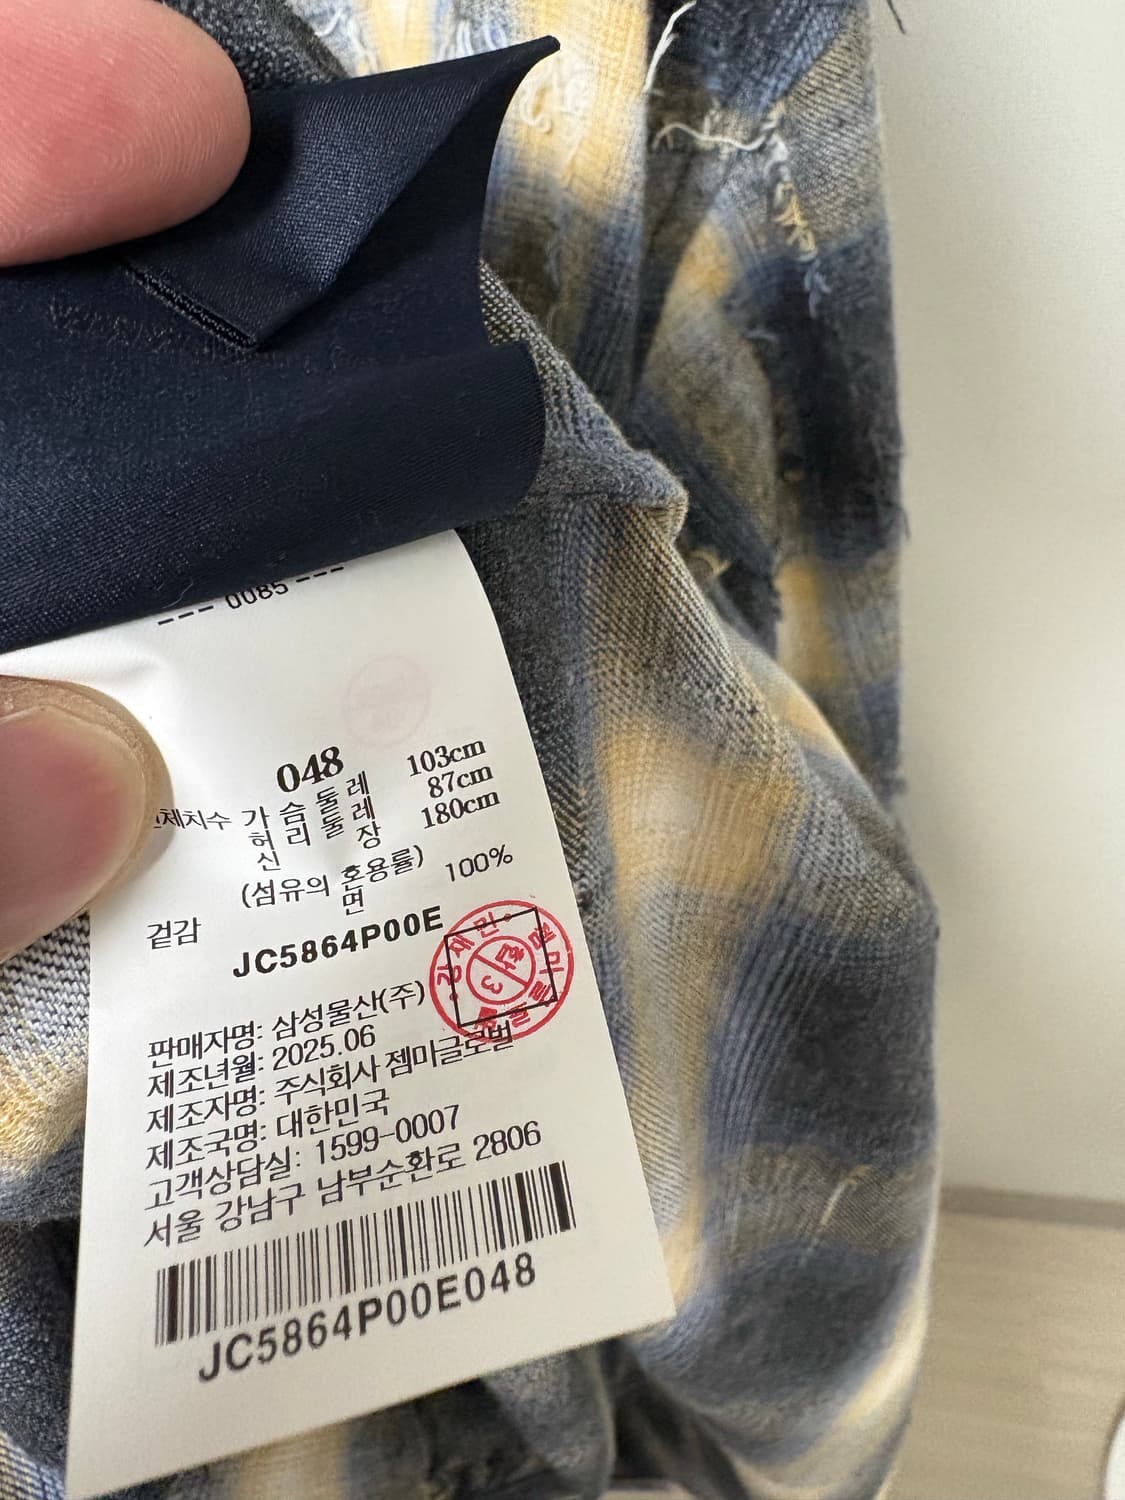 --- 0085 ---
048
체치수 가슴둘레 103cm
허리둘레 87cm
신장 180cm
(섬유의 혼용률)
겉감 면 100%
JC5864P00E
판매자명: 삼성물산(주)
제조년월: 2025.06
제조자명: 주식회사 젬마글로벌
제조국명: 대한민국
고객상담실: 1599-0007
서울 강남구 남부순환로 2806
JC5864P00E048